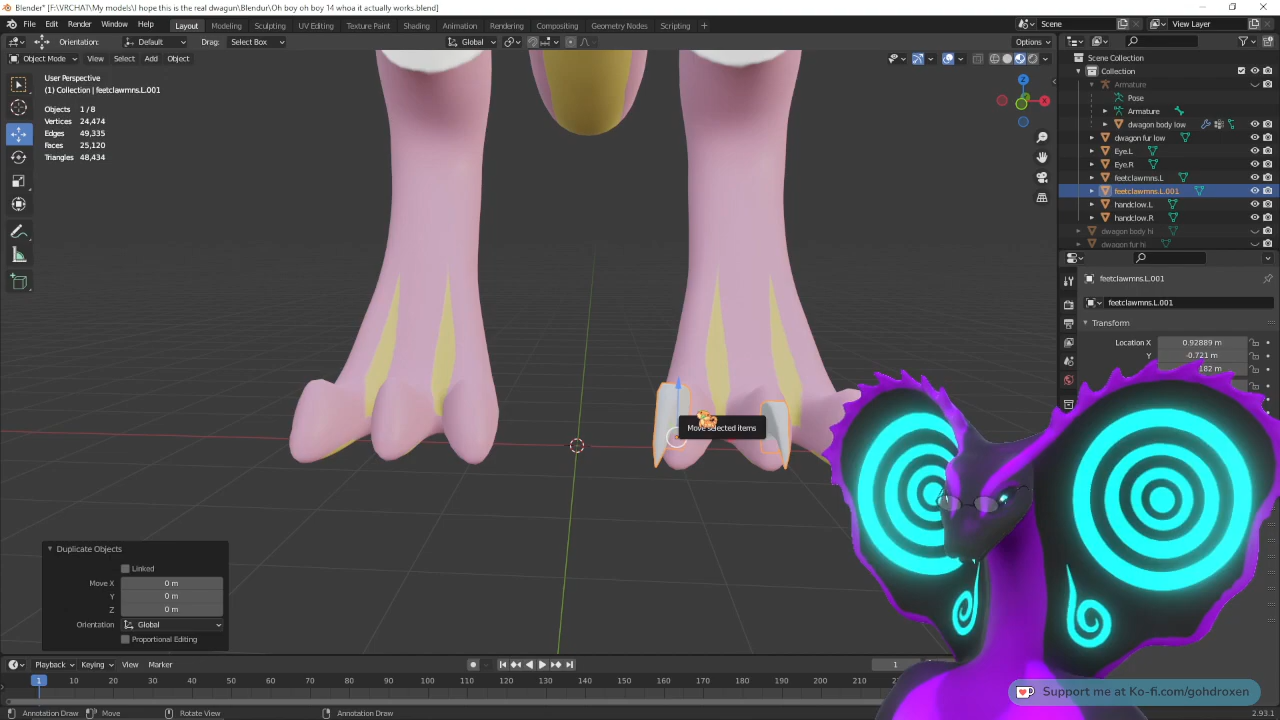 Blender* [F:\VRCHAT\My models\I hope this is the real dwagon\Blendur\Oh boy oh boy 14 whoa it actually works.blend]
File Edit Render Window Help Layout Modeling Sculpting UV Editing Texture Paint Shading Animation Rendering Compositing Geometry Nodes Scripting + Scene View Layer
Orientation: Default Drag: Select Box Global Options
Object Mode View Select Add Object
User Perspective
(1) Collection | feetclawmns.L.001
Objects 1 / 8
Vertices 24,474
Edges 49,335
Faces 25,120
Triangles 48,434
Scene Collection
Collection
Armature
Pose
Armature
dwagon body low
dwagon fur low
Eye.L
Eye.R
feetclawmns.L
feetclawmns.L.001
handclow.L
handclow.R
dwagon body hi
dwagon fur hi
feetclawmns.L.001
feetclawmns.L.001
Transform
Location X 0.92889 m
Y -0.721 m
182 m
Z
X
Move selected items
Duplicate Objects
Linked
Move X 0 m
Y 0 m
Z 0 m
Orientation Global
Proportional Editing
Playback Keying View Marker 1
1 10 20 30 40 50 60 70 80 90 100 110 120 130 140 150 160 170 180 190 200
Support me at Ko-fi.com/gohdroxen
Annotation Draw Move Rotate View Annotation Draw 2.93.1